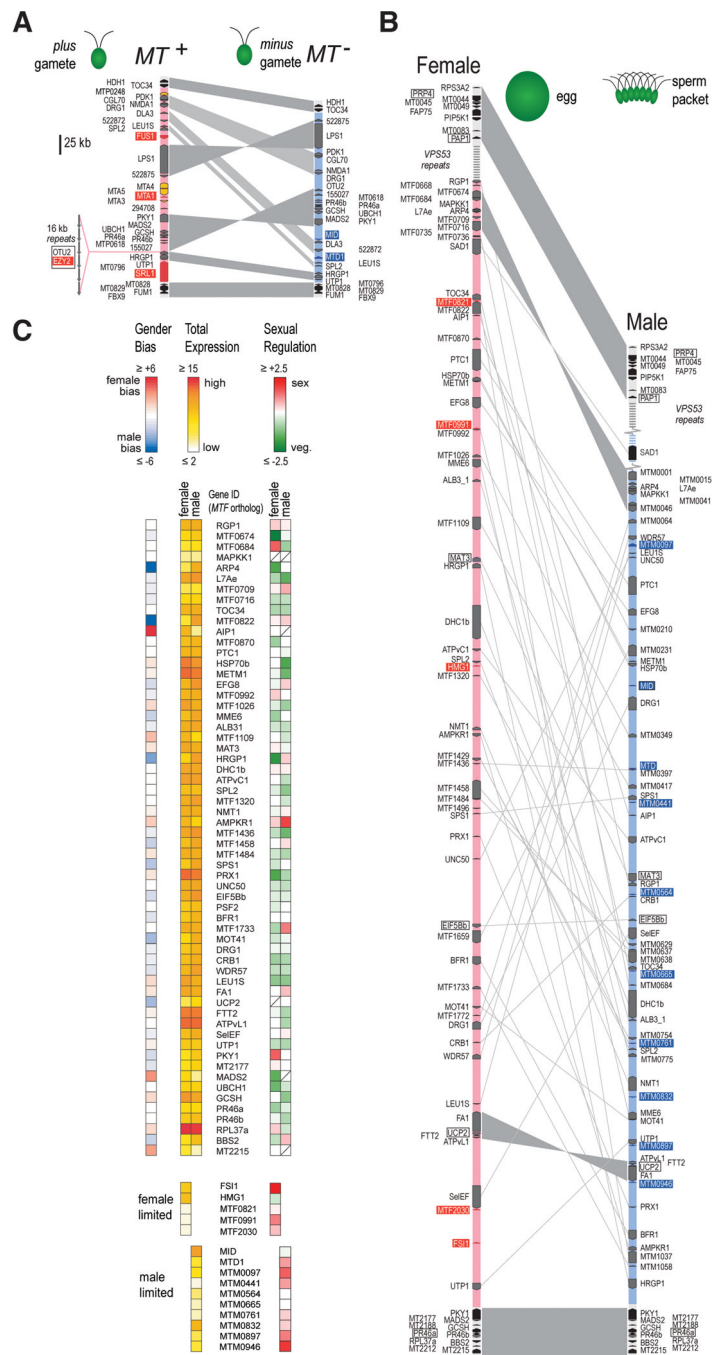 A
plus
gamete
MT +
minus
gamete
MT -
HDH1
TOC34
MTP0248
CGL70
PDK1
DRG1
NMDA1
DLA3
522872
LEU1S
SPL2
FUS1
25 kb
LPS1
522875
MTA4
MTA5
MTA1
MTA3
294708
PKY1
MADS2
UBCH1
GCSH
PR46a
PR46b
MTP0618
155027
16 kb
repeats
OTU2
EZY2
HRGP1
UTP1
MT0796
SRL1
MT0828
MT0829
FUM1
FBX9
HDH1
TOC34
522875
LPS1
PDK1
CGL70
NMDA1
DRG1
OTU2
155027
MT0618
PR46b
PR46a
GCSH
UBCH1
MADS2
PKY1
MID
DLA3
522872
MTD1
LEU1S
SPL2
HRGP1
UTP1
MT0796
MT0828
MT0829
FUM1
FBX9
B
Female
egg
sperm
packet
RPS3A2
PRP4
MT0044
MT0045
MT0049
FAP75
PIP5K1
MT0083
PAP1
VPS53
repeats
RGP1
MTF0668
MTF0674
MTF0684
MAPKK1
L7Ae
ARP4
MTF0709
MTF0716
MTF0735
MTF0736
SAD1
TOC34
MTF0821
MTF0822
AIP1
MTF0870
PTC1
HSP70b
METM1
EFG8
MTF0991
MTF0992
MTF1026
MME6
ALB3_1
MTF1109
MAT3
HRGP1
DHC1b
ATPvC1
SPL2
HMG1
MTF1320
NMT1
AMPKR1
MTF1429
MTF1436
MTF1458
MTF1484
MTF1496
SPS1
PRX1
UNC50
EIF5Bb
MTF1659
BFR1
MTF1733
MOT41
MTF1772
DRG1
CRB1
WDR57
LEU1S
FA1
UCP2
FTT2
ATPvL1
SelEF
MTF2030
FSI1
UTP1
PKY1
MT2177
MADS2
MT2188
GCSH
PR46a
PR46b
RPL37a
BBS2
MT2212
MT2215
Male
RPS3A2
PRP4
MT0044
MT0045
MT0049
FAP75
PIP5K1
MT0083
PAP1
VPS53
repeats
SAD1
MTM0001
MTM0015
ARP4
L7Ae
MAPKK1
MTM0041
MTM0046
MTM0064
WDR57
MTM0097
LEU1S
UNC50
PTC1
EFG8
MTM0210
MTM0231
METM1
HSP70b
MID
DRG1
MTM0349
MTD
MTM0397
MTM0417
SPS1
MTM0441
AIP1
ATPvC1
MAT3
RGP1
MTM0564
CRB1
EIF5Bb
SelEF
MTM0629
MTM0637
MTM0638
TOC34
MTM0665
MTM0684
DHC1b
ALB3_1
MTM0754
MTM0761
SPL2
MTM0775
NMT1
MTM0832
MME6
MOT41
UTP1
MTM0897
ATPvL1
FTT2
UCP2
FA1
MTM0946
PRX1
BFR1
AMPKR1
MTM1037
MTM1058
HRGP1
PKY1
MADS2
MT2177
MT2188
GCSH
PR46a
PR46b
RPL37a
BBS2
MT2215
MT2212
C
Gender
Bias
Total
Expression
Sexual
Regulation
≥ +6
≥ 15
≥ +2.5
female
bias
high
sex
male
bias
low
veg.
≤ -6
≤ 2
≤ -2.5
female
male
Gene ID
(MTF ortholog)
female
male
RGP1
MTF0674
MTF0684
MAPKK1
ARP4
L7Ae
MTF0709
MTF0716
TOC34
MTF0822
AIP1
MTF0870
PTC1
HSP70b
METM1
EFG8
MTF0992
MTF1026
MME6
ALB31
MTF1109
MAT3
HRGP1
DHC1b
ATPvC1
SPL2
MTF1320
NMT1
AMPKR1
MTF1436
MTF1458
MTF1484
SPS1
PRX1
UNC50
EIF5Bb
PSF2
BFR1
MTF1733
MOT41
DRG1
CRB1
WDR57
LEU1S
FA1
UCP2
FTT2
ATPvL1
SelEF
UTP1
PKY1
MT2177
MADS2
UBCH1
GCSH
PR46a
PR46b
RPL37a
BBS2
MT2215
female
limited
FSI1
HMG1
MTF0821
MTF0991
MTF2030
male
limited
MID
MTD1
MTM0097
MTM0441
MTM0564
MTM0665
MTM0761
MTM0832
MTM0897
MTM0946